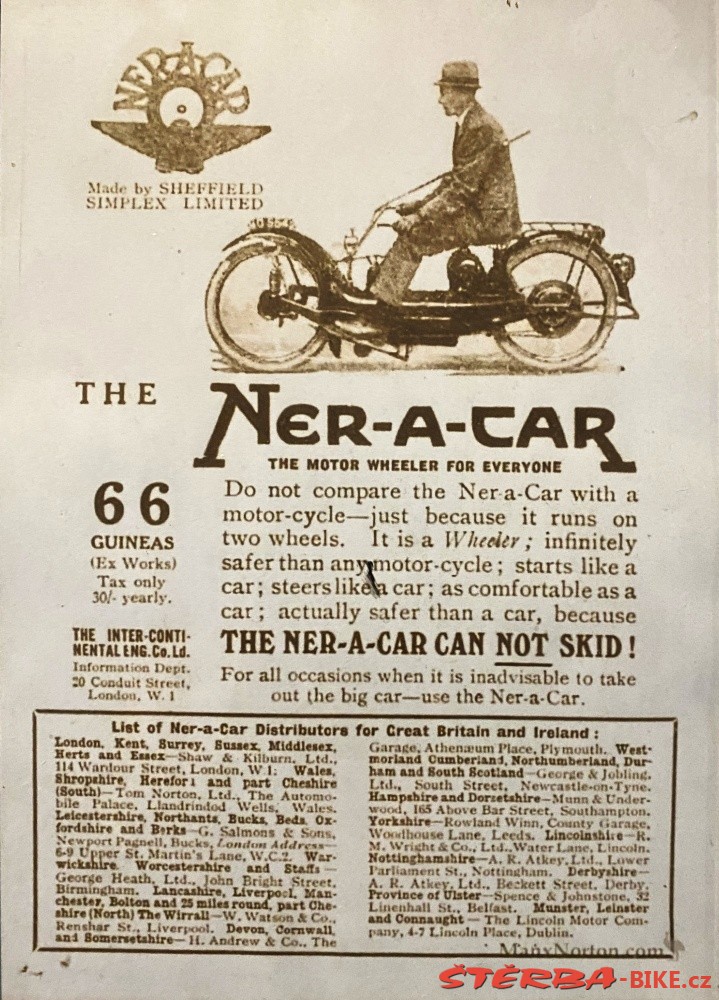 NER-A-CAR
Made by SHEFFIELD
SIMPLEX LIMITED
THE
NER-A-CAR
THE MOTOR WHEELER FOR EVERYONE
66
GUINEAS
(Ex Works)
Tax only
30/- yearly.
THE INTER-CONTI-
NENTAL ENG. Co. Ld.
Information Dept.
20 Conduit Street,
London, W. 1
Do not compare the Ner-a-Car with a
motor-cycle—just because it runs on
two wheels. It is a Wheeler; infinitely
safer than any motor-cycle; starts like a
car; steers like a car; as comfortable as a
car; actually safer than a car, because
THE NER-A-CAR CAN NOT SKID!
For all occasions when it is inadvisable to take
out the big car—use the Ner-a-Car.
List of Ner-a-Car Distributors for Great Britain and Ireland:
London, Kent, Surrey, Sussex, Middlesex,
Herts and Essex—Shaw & Kilburn, Ltd.,
114 Wardour Street, London, W.1. Wales,
Shropshire, Hereford and part Cheshire
(South)—Tom Norton, Ltd., The Automo-
bile Palace, Llandrindod Wells, Wales.
Leicestershire, Northants, Bucks, Beds, Ox-
fordshire and Berks—G. Salmons & Sons,
Newport Pagnell, Bucks, London Address—
6-9 Upper St. Martin's Lane, W.C.2. War-
wickshire, Worcestershire and Staffs—
George Heath, Ltd., John Bright Street,
Birmingham. Lancashire, Liverpool, Man-
chester, Bolton and 25 miles round, part Che-
shire (North) The Wirrall—W. Watson & Co.,
Renshar St., Liverpool. Devon, Cornwall,
and Somersetshire—H. Andrew & Co., The
Garage, Athenæum Place, Plymouth. West-
morland Cumberland, Northumberland, Dur-
ham and South Scotland—George & Jobling,
Ltd., South Street, Newcastle-on-Tyne.
Hampshire and Dorsetshire—Munn & Under-
wood, 165 Above Bar Street, Southampton.
Yorkshire—Rowland Winn, County Garage,
Woodhouse Lane, Leeds. Lincolnshire—R.
M. Wright & Co., Ltd., Water Lane, Lincoln.
Nottinghamshire—A. R. Atkey, Ltd., Lower
Parliament St., Nottingham. Derbyshire—
A. R. Atkey, Ltd., Beckett Street, Derby.
Province of Ulster—Spence & Johnstone, 32
Linenhall St., Belfast. Munster, Leinster
and Connaught—The Lincoln Motor Com-
pany, 4-7 Lincoln Place, Dublin.
ManxNorton.com
ŠTĚRBA-BIKE.cz